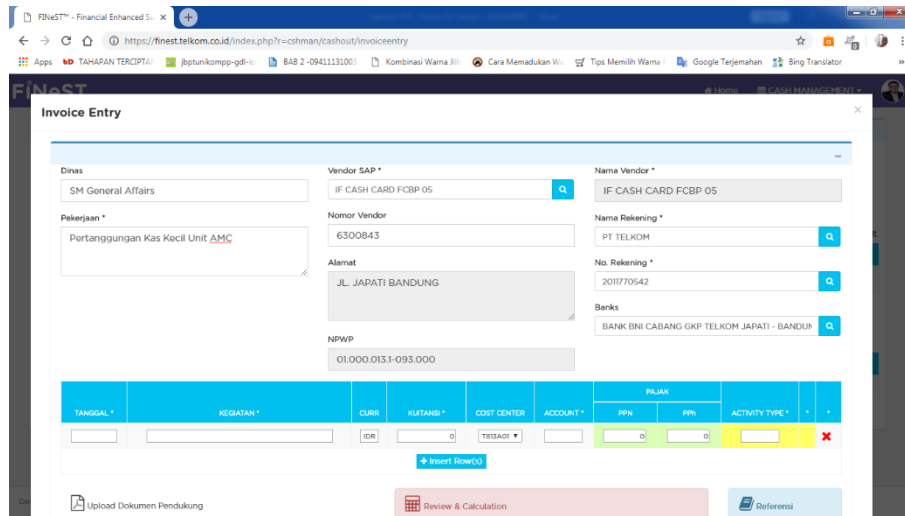 FINeST™ - Financial Enhanced Su
https://finest.telkom.co.id/index.php?r=cshman/cashout/invoiceentry
Apps
TAHAPAN TERCIPTA
jbptunikompp-gdl-is
BAB 2 -09411131003
Kombinasi Warna Jilb
Cara Memadukan Wa
Tips Memilih Warna
Google Terjemahan
Bing Translator
»
FiNeST
Home
CASH MANAGEMENT
Invoice Entry
×
Dinas
Vendor SAP *
Nama Vendor *
SM General Affairs
IF CASH CARD FCBP 05
IF CASH CARD FCBP 05
Pekerjaan *
Nomor Vendor
Nama Rekening *
Pertanggungan Kas Kecil Unit AMC
6300843
PT TELKOM
Alamat
No. Rekening *
JL. JAPATI BANDUNG
2011770542
Banks
BANK BNI CABANG GKP TELKOM JAPATI - BANDUN
NPWP
01.000.013.1-093.000
PAJAK
TANGGAL *
KEGIATAN *
CURR
KUITANSI *
COST CENTER
ACCOUNT *
PPN
PPh
ACTIVITY TYPE *
*
*
IDR
0
T813A01
0
0
+ Insert Row(s)
Upload Dokumen Pendukung
Review & Calculation
Referensi